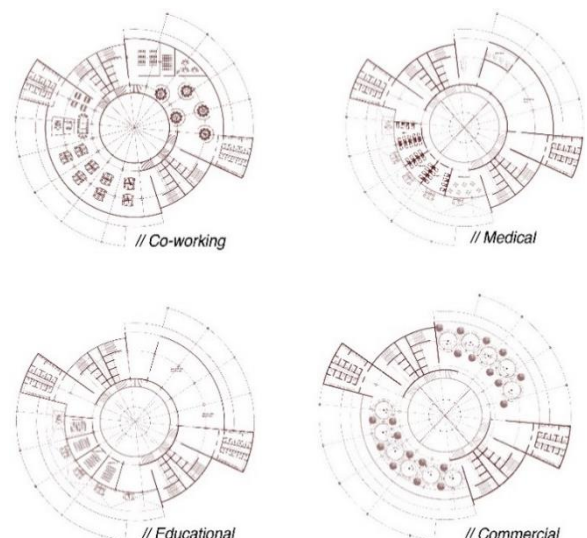 // Co-working
// Medical
// Educational
// Commercial